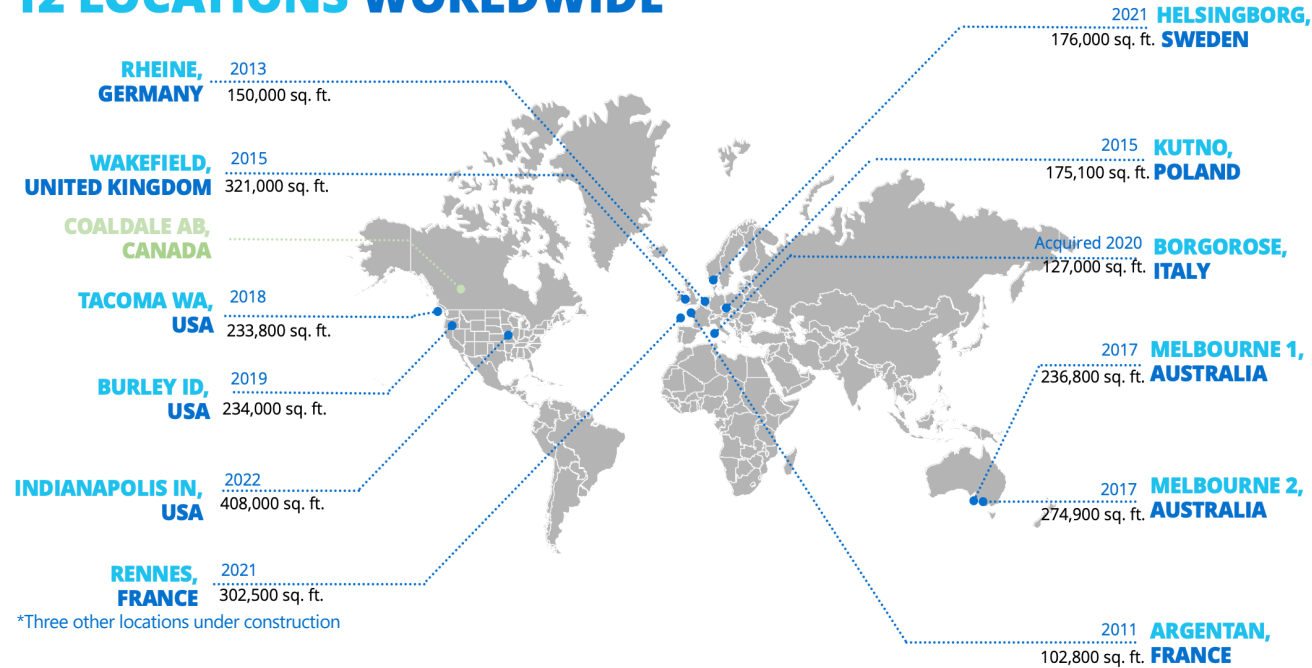 12 LOCATIONS WORLDWIDE
RHEINE,
GERMANY
2013
150,000 sq. ft.
WAKEFIELD,
UNITED KINGDOM
2015
321,000 sq. ft.
COALDALE AB,
CANADA
TACOMA WA,
USA
2018
233,800 sq. ft.
BURLEY ID,
USA
2019
234,000 sq. ft.
INDIANAPOLIS IN,
USA
2022
408,000 sq. ft.
RENNES,
FRANCE
2021
302,500 sq. ft.
*Three other locations under construction
2021
176,000 sq. ft.
HELSINGBORG,
SWEDEN
2015
175,100 sq. ft.
KUTNO,
POLAND
Acquired 2020
127,000 sq. ft.
BORGOROSE,
ITALY
2017
236,800 sq. ft.
MELBOURNE 1,
AUSTRALIA
2017
274,900 sq. ft.
MELBOURNE 2,
AUSTRALIA
2011
102,800 sq. ft.
ARGENTAN,
FRANCE